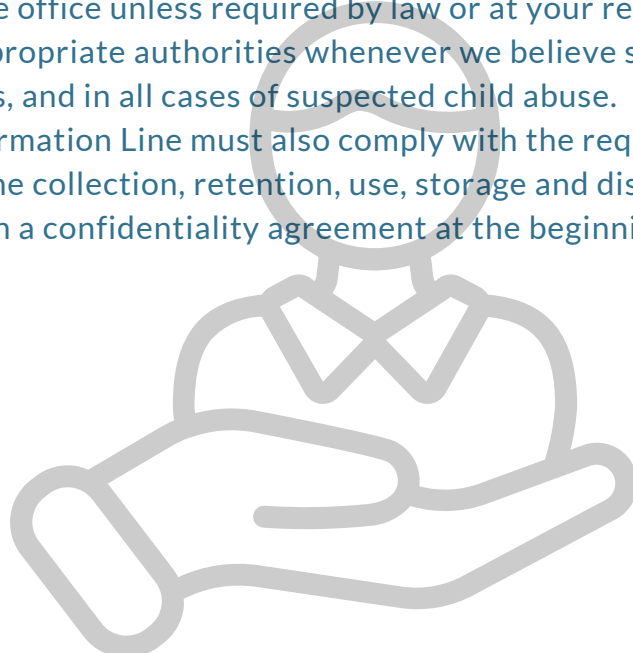 office unless required by law or at your re
propriate authorities whenever we believe s
s, and in all cases of suspected child abuse.
rmation Line must also comply with the req
he collection, retention, use, storage and dis
n a confidentiality agreement at the beginni